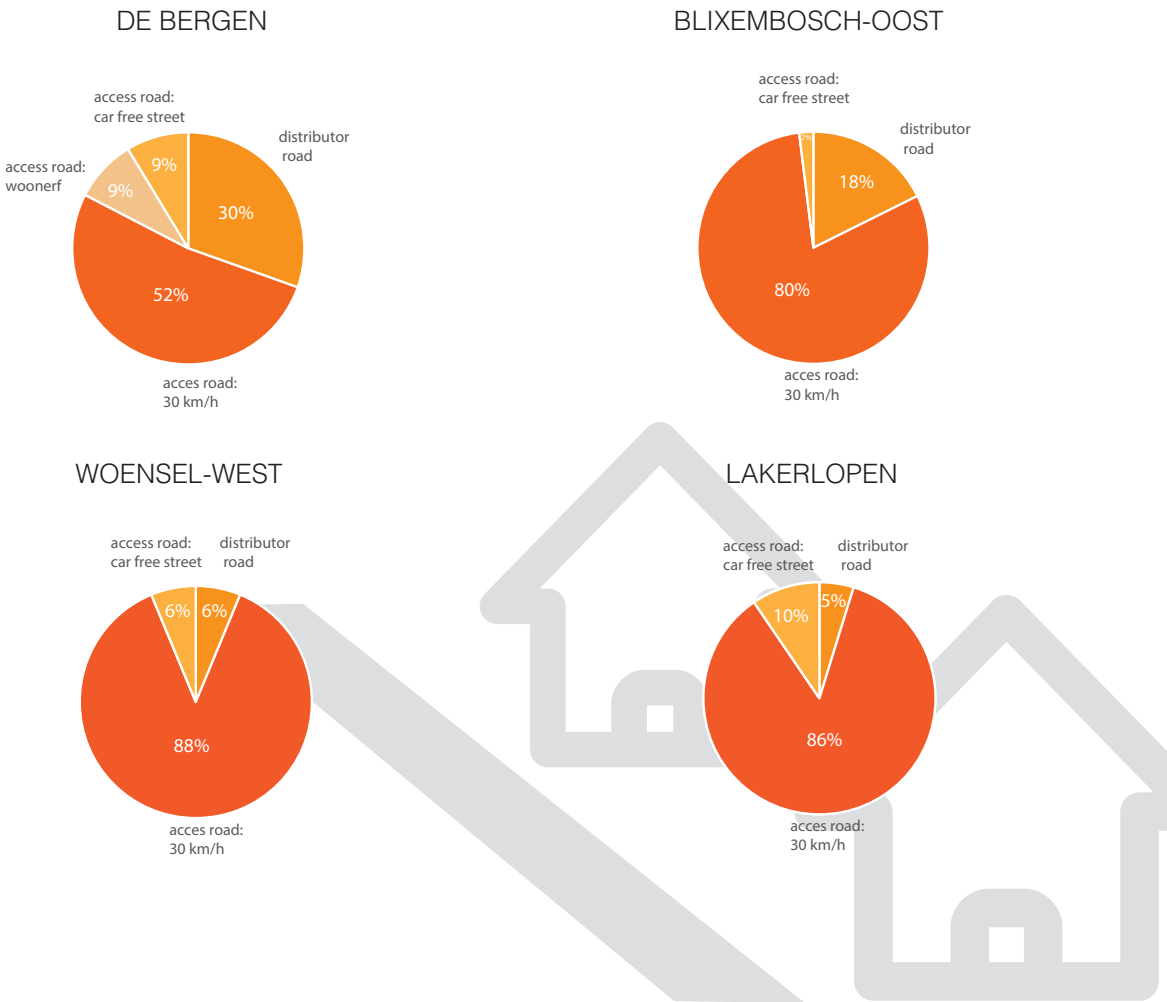 DE BERGEN
access road:
car free street
distributor
road
access road:
woonerf
9%
9%
30%
52%
acces road:
30 km/h
BLIXEMBOSCH-OOST
access road:
car free street
distributor
road
2%
18%
80%
acces road:
30 km/h
WOENSEL-WEST
access road:
car free street
distributor
road
6%
6%
88%
acces road:
30 km/h
LAKERLOPEN
access road:
car free street
distributor
road
10%
5%
86%
acces road:
30 km/h